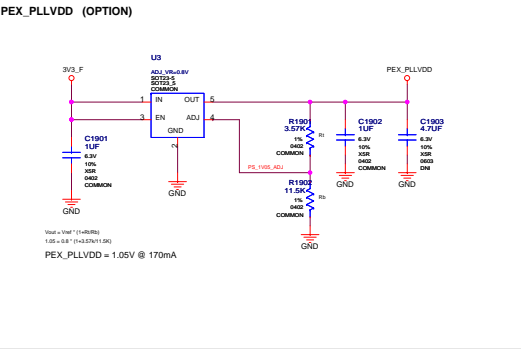 PEX_PLLVDD (OPTION)
U3
3V3_F
ADJ_VR=0.8V
SOT23-5
SOT23-5
COMMON
PEX_PLLVDD
1 IN OUT 5
3 EN ADJ 4
GND
2
GND
C1901
1UF
6.3V
10%
X5R
0402
COMMON
GND
R1901
3.57K
1%
0402
COMMON
Rt
C1902
1UF
6.3V
10%
X5R
0402
COMMON
GND
C1903
4.7UF
6.3V
10%
X5R
0603
DNI
GND
PS_1V05_ADJ
R1902
11.5K
1%
0402
COMMON
Rb
GND
Vout = Vref * (1+Rt/Rb)
1.05 = 0.8 * (1+3.57k/11.5K)
PEX_PLLVDD = 1.05V @ 170mA